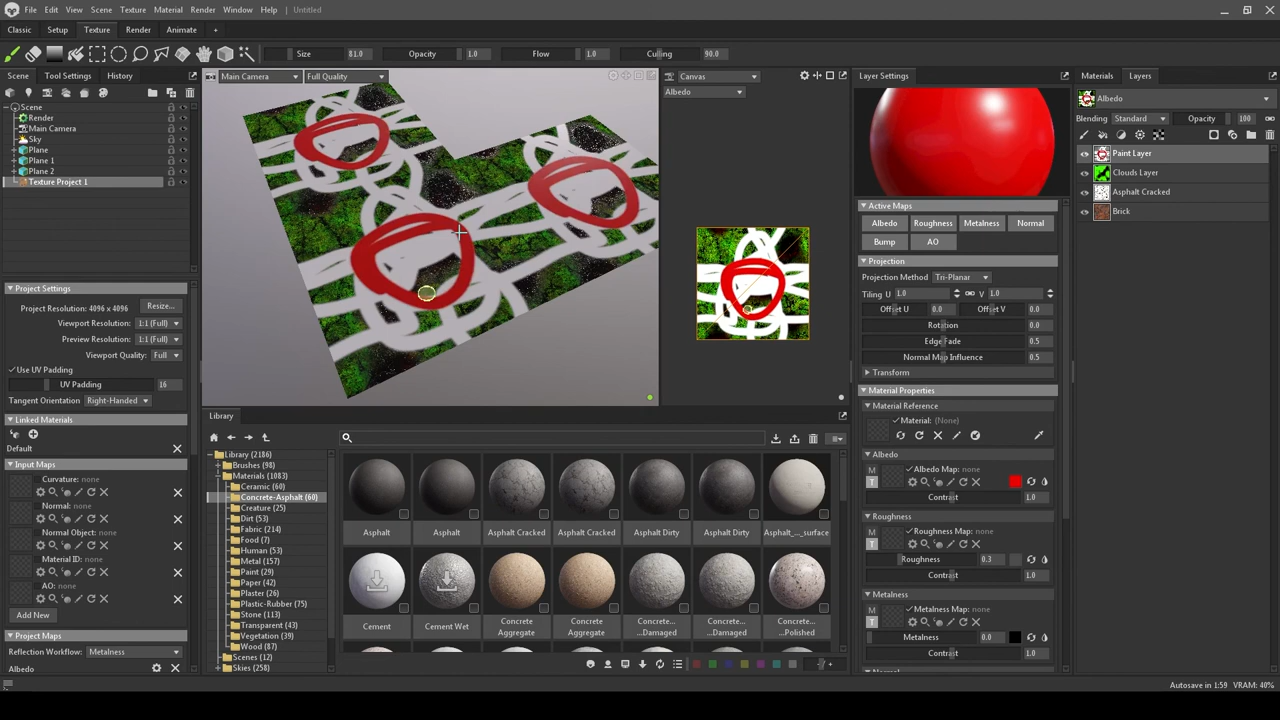 File Edit View Scene Texture Material Render Window Help Untitled
Classic Setup Texture Render Animate +
Size 81.0 Opacity 1.0 Flow 1.0 Culling 90.0
Scene Tool Settings History
Scene
Render
Main Camera
Sky
Plane
Plane 1
Plane 2
Texture Project 1
Project Settings
Project Resolution: 4096 x 4096 Resize...
Viewport Resolution: 1:1 (Full)
Preview Resolution: 1:1 (Full)
Viewport Quality: Full
Use UV Padding
UV Padding 16
Tangent Orientation Right-Handed
Linked Materials
Default
Input Maps
Curvature: none
Normal: none
Normal Object: none
Material ID: none
AO: none
Add New
Project Maps
Reflection Workflow: Metalness
Albedo
Main Camera Full Quality
Canvas
Albedo
Library
Library (2186)
Brushes (98)
Materials (1083)
Ceramic (60)
Concrete-Asphalt (60)
Creature (25)
Dirt (53)
Fabric (214)
Food (7)
Human (53)
Metal (157)
Paint (29)
Paper (42)
Plaster (26)
Plastic-Rubber (75)
Stone (113)
Transparent (43)
Vegetation (39)
Wood (87)
Scenes (12)
Skies (258)
Asphalt Asphalt Asphalt Cracked Asphalt Cracked Asphalt Dirty Asphalt Dirty Asphalt_..._surface
Cement Cement Wet Concrete Aggregate Concrete Aggregate Concrete... ...Damaged Concrete... ...Damaged Concrete... ...Polished
Layer Settings
Active Maps
Albedo Roughness Metalness Normal
Bump AO
Projection
Projection Method Tri-Planar
Tiling U 1.0 V 1.0
Offset U 0.0 Offset V 0.0
Rotation 0.0
Edge Fade 0.5
Normal Map Influence 0.5
Transform
Material Properties
Material Reference
Material: (None)
Albedo
M Albedo Map: none
T
Contrast 1.0
Roughness
M Roughness Map: none
T
Roughness 0.3
Contrast 1.0
Metalness
M Metalness Map: none
T
Metalness 0.0
Contrast 1.0
Materials Layers
Albedo
Blending Standard Opacity 100
Paint Layer
Clouds Layer
Asphalt Cracked
Brick
Autosave in 1:59 VRAM: 40%